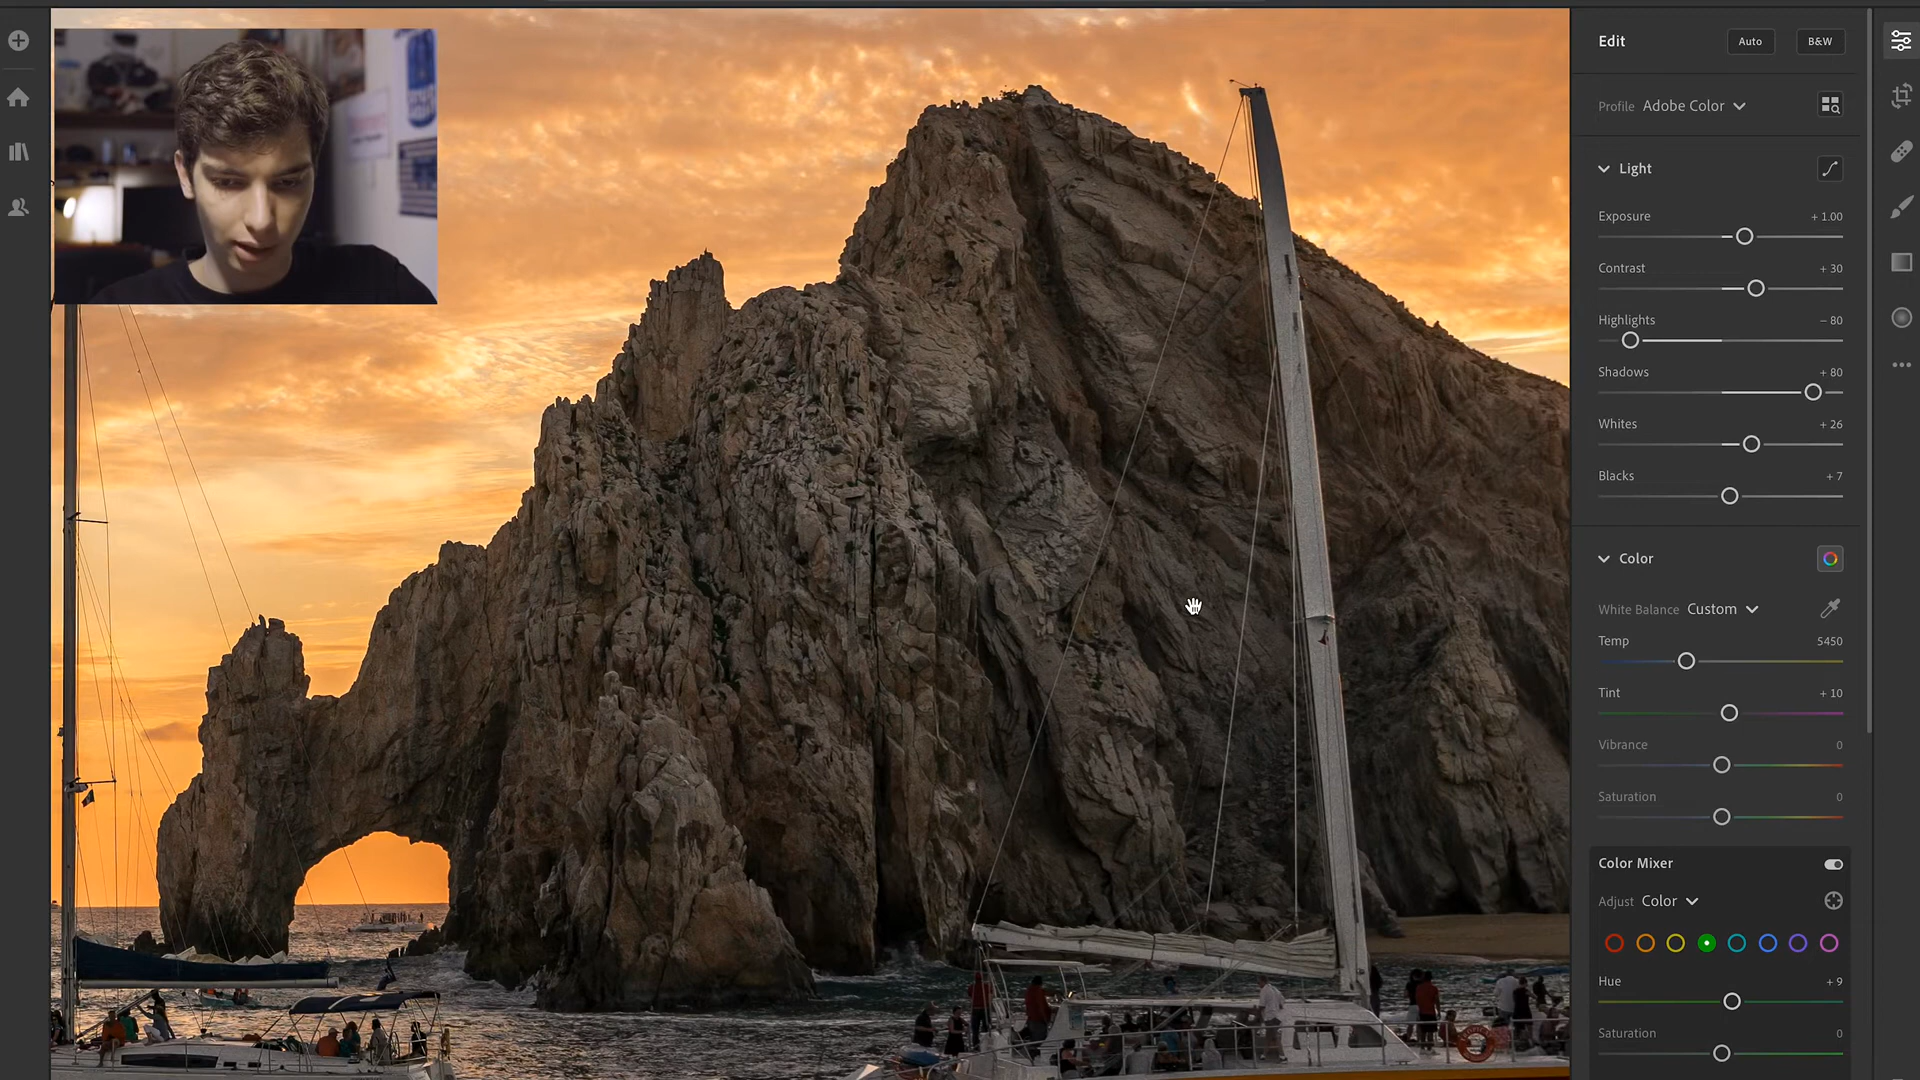 Edit
Auto
B&W
Profile Adobe Color
Light
Exposure + 1.00
Contrast + 30
Highlights – 80
Shadows + 80
Whites + 26
Blacks + 7
Color
White Balance Custom
Temp 5450
Tint + 10
Vibrance 0
Saturation 0
Color Mixer
Adjust Color
Hue + 9
Saturation 0